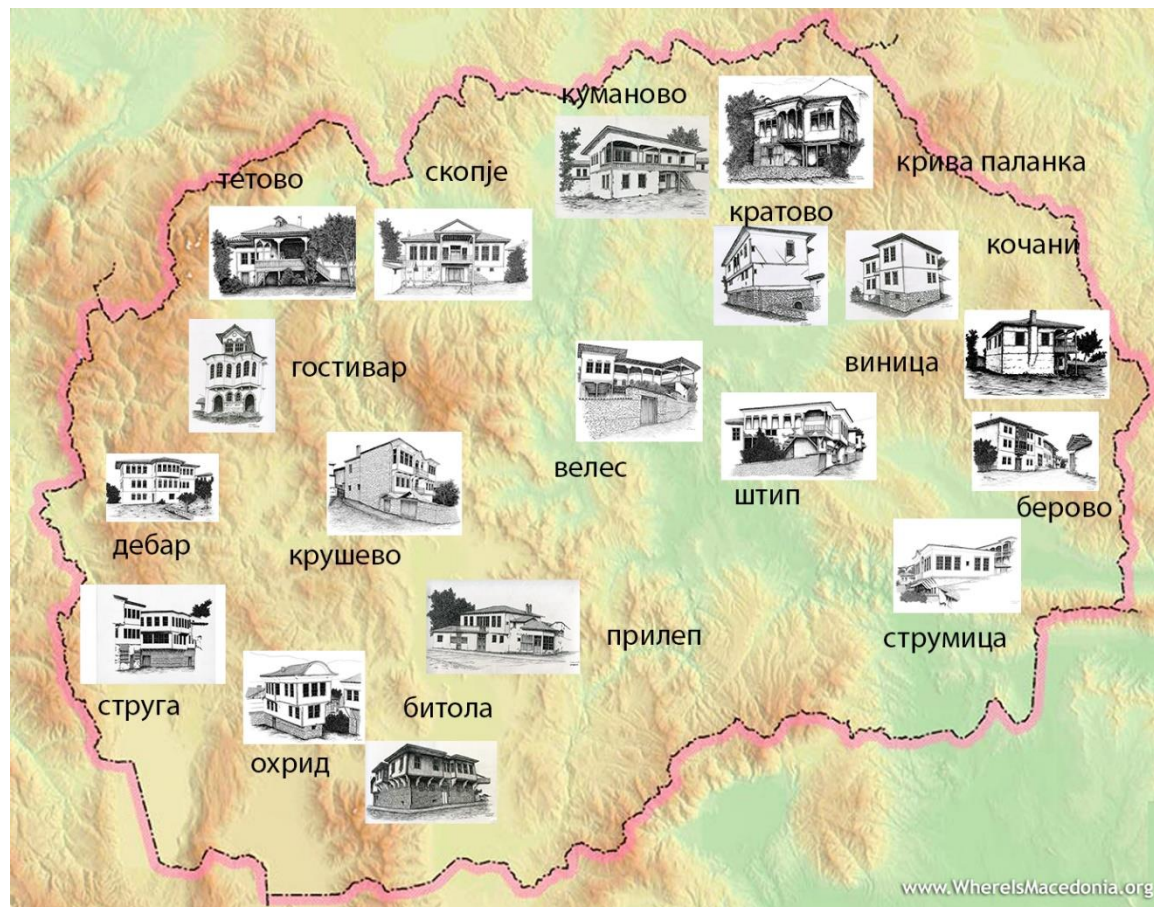 куманово
скопје
тетово
крива паланка
кратово
кочани
гостивар
виница
велес
штип
берово
дебар
крушево
струмица
прилеп
струга
битола
охрид
www.WhereIsMacedonia.org